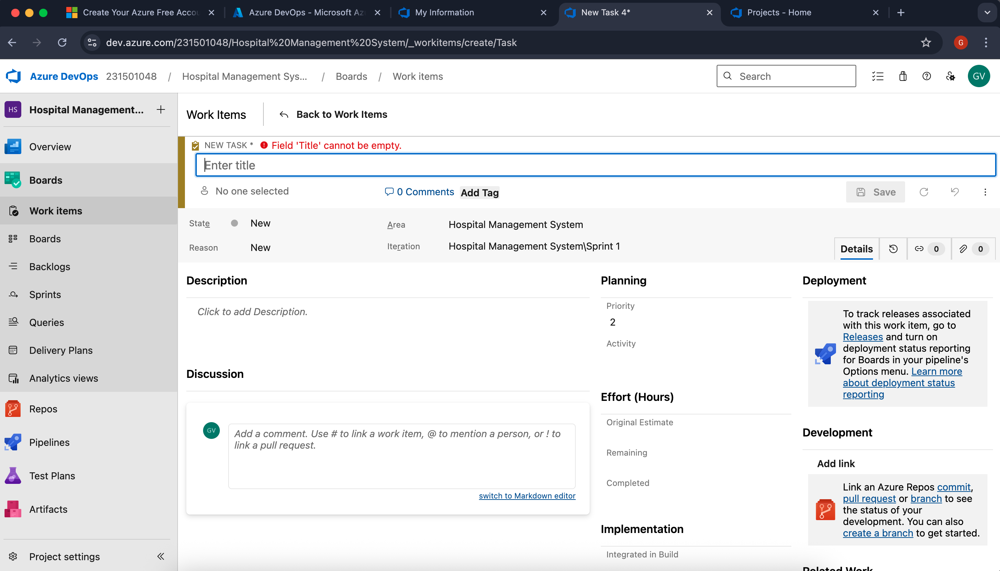 Create Your Azure Free Accou
Azure DevOps - Microsoft Az
My Information
New Task 4*
Projects - Home
dev.azure.com/231501048/Hospital%20Management%20System/_workitems/create/Task
G
Azure DevOps 231501048 / Hospital Management Sys... / Boards / Work items
Search
GV
HS Hospital Management...
Overview
Boards
Work items
Boards
Backlogs
Sprints
Queries
Delivery Plans
Analytics views
Repos
Pipelines
Test Plans
Artifacts
Project settings
Work Items
Back to Work Items
NEW TASK * Field 'Title' cannot be empty.
Enter title
No one selected
0 Comments
Add Tag
Save
State New
Area Hospital Management System
Reason New
Iteration Hospital Management System\Sprint 1
Details
0
0
Description
Click to add Description.
Discussion
GV
Add a comment. Use # to link a work item, @ to mention a person, or ! to
link a pull request.
switch to Markdown editor
Planning
Priority
2
Activity
Effort (Hours)
Original Estimate
Remaining
Completed
Implementation
Integrated in Build
Deployment
To track releases associated
with this work item, go to
Releases and turn on
deployment status reporting
for Boards in your pipeline's
Options menu. Learn more
about deployment status
reporting
Development
Add link
Link an Azure Repos commit,
pull request or branch to see
the status of your
development. You can also
create a branch to get started.
Related Work